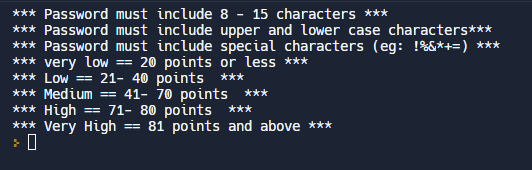 *** Password must include 8 - 15 characters ***
*** Password must include upper and lower case characters***
*** Password must include special characters (eg: !%&*+=) ***
*** very low == 20 points or less ***
*** Low == 21- 40 points  ***
*** Medium == 41- 70 points  ***
*** High == 71- 80 points  ***
*** Very High == 81 points and above ***
>